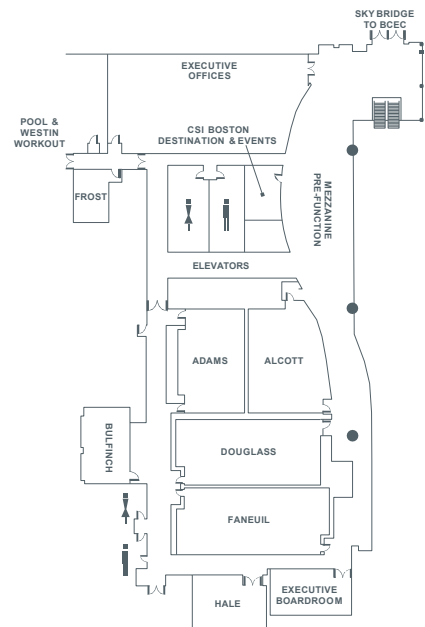 SKY BRIDGE
TO BCEC
EXECUTIVE
OFFICES
POOL &
WESTIN
WORKOUT
CSI BOSTON
DESTINATION & EVENTS
FROST
MEZZANINE
PRE-FUNCTION
ELEVATORS
ADAMS
ALCOTT
BULFINCH
DOUGLASS
FANEUIL
HALE
EXECUTIVE
BOARDROOM